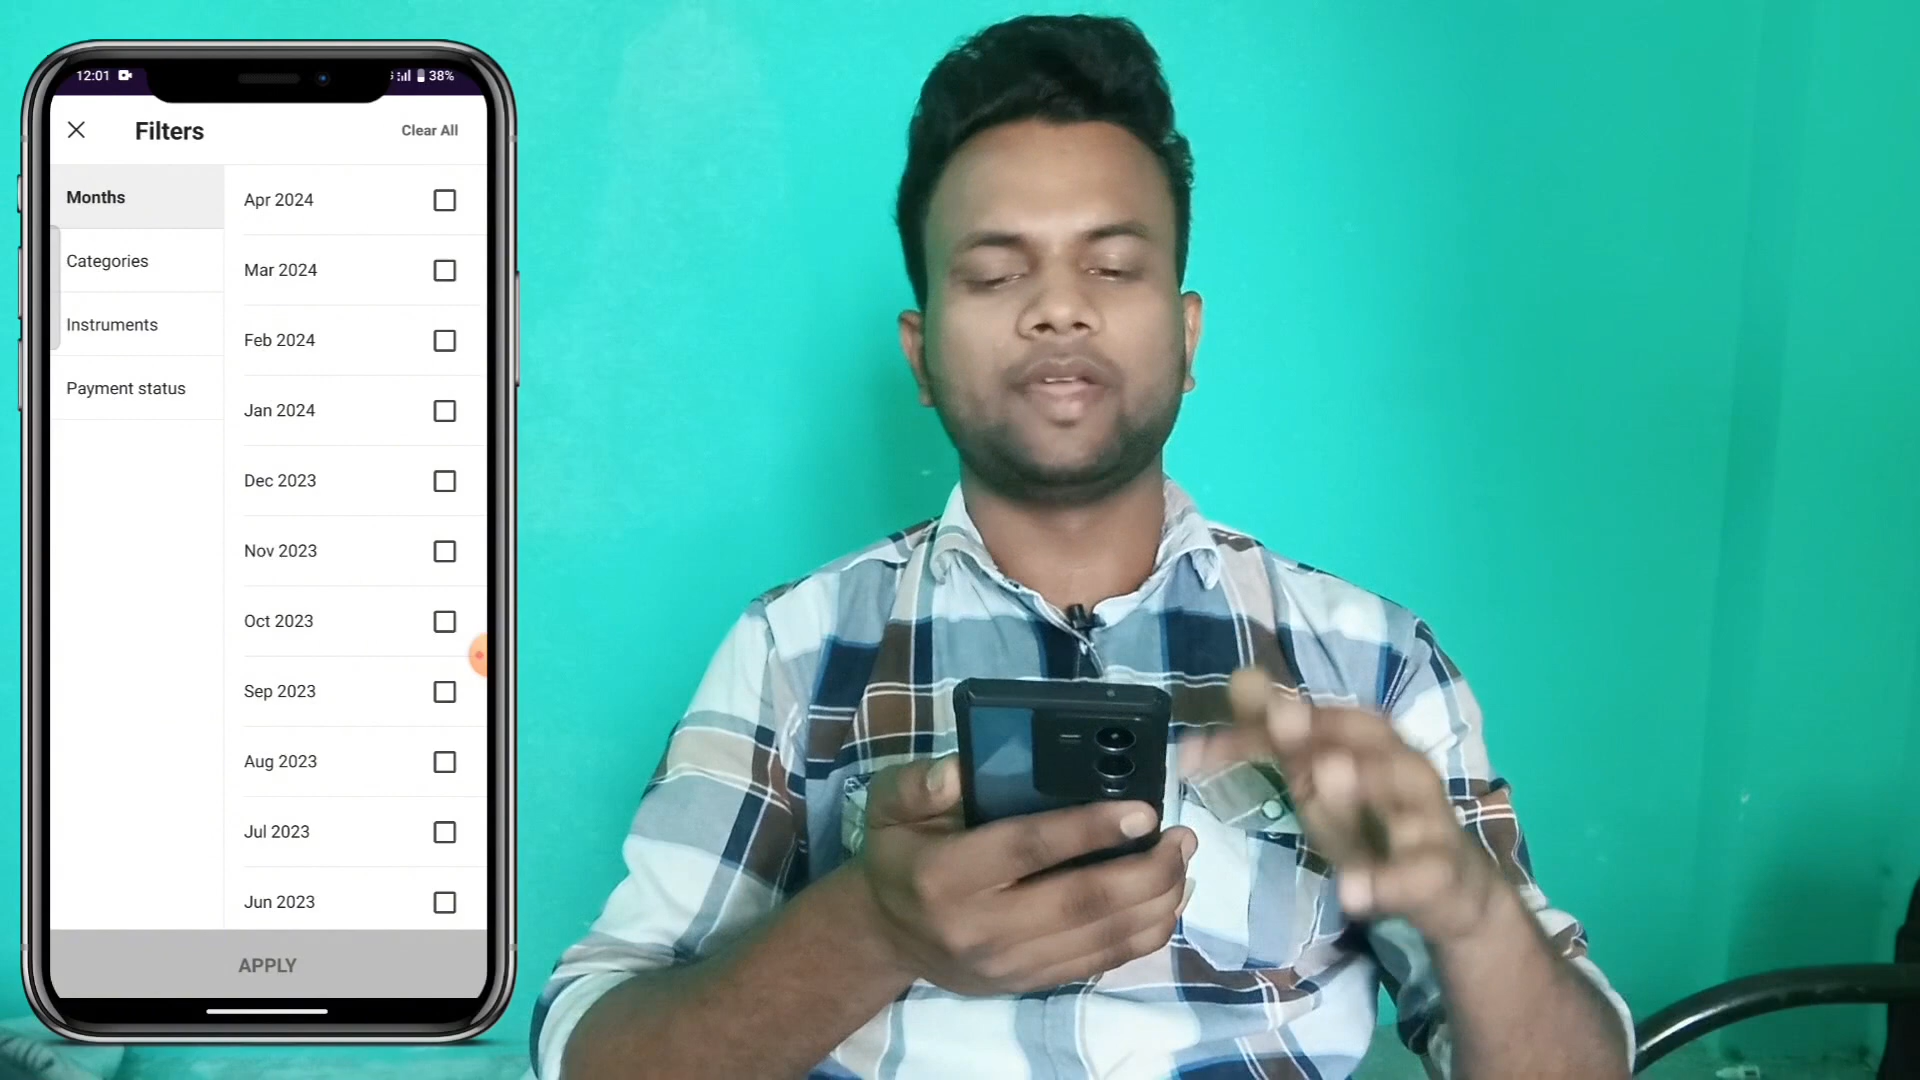 12:01
38%
Filters
Clear All
Months
Categories
Instruments
Payment status
Apr 2024
Mar 2024
Feb 2024
Jan 2024
Dec 2023
Nov 2023
Oct 2023
Sep 2023
Aug 2023
Jul 2023
Jun 2023
APPLY